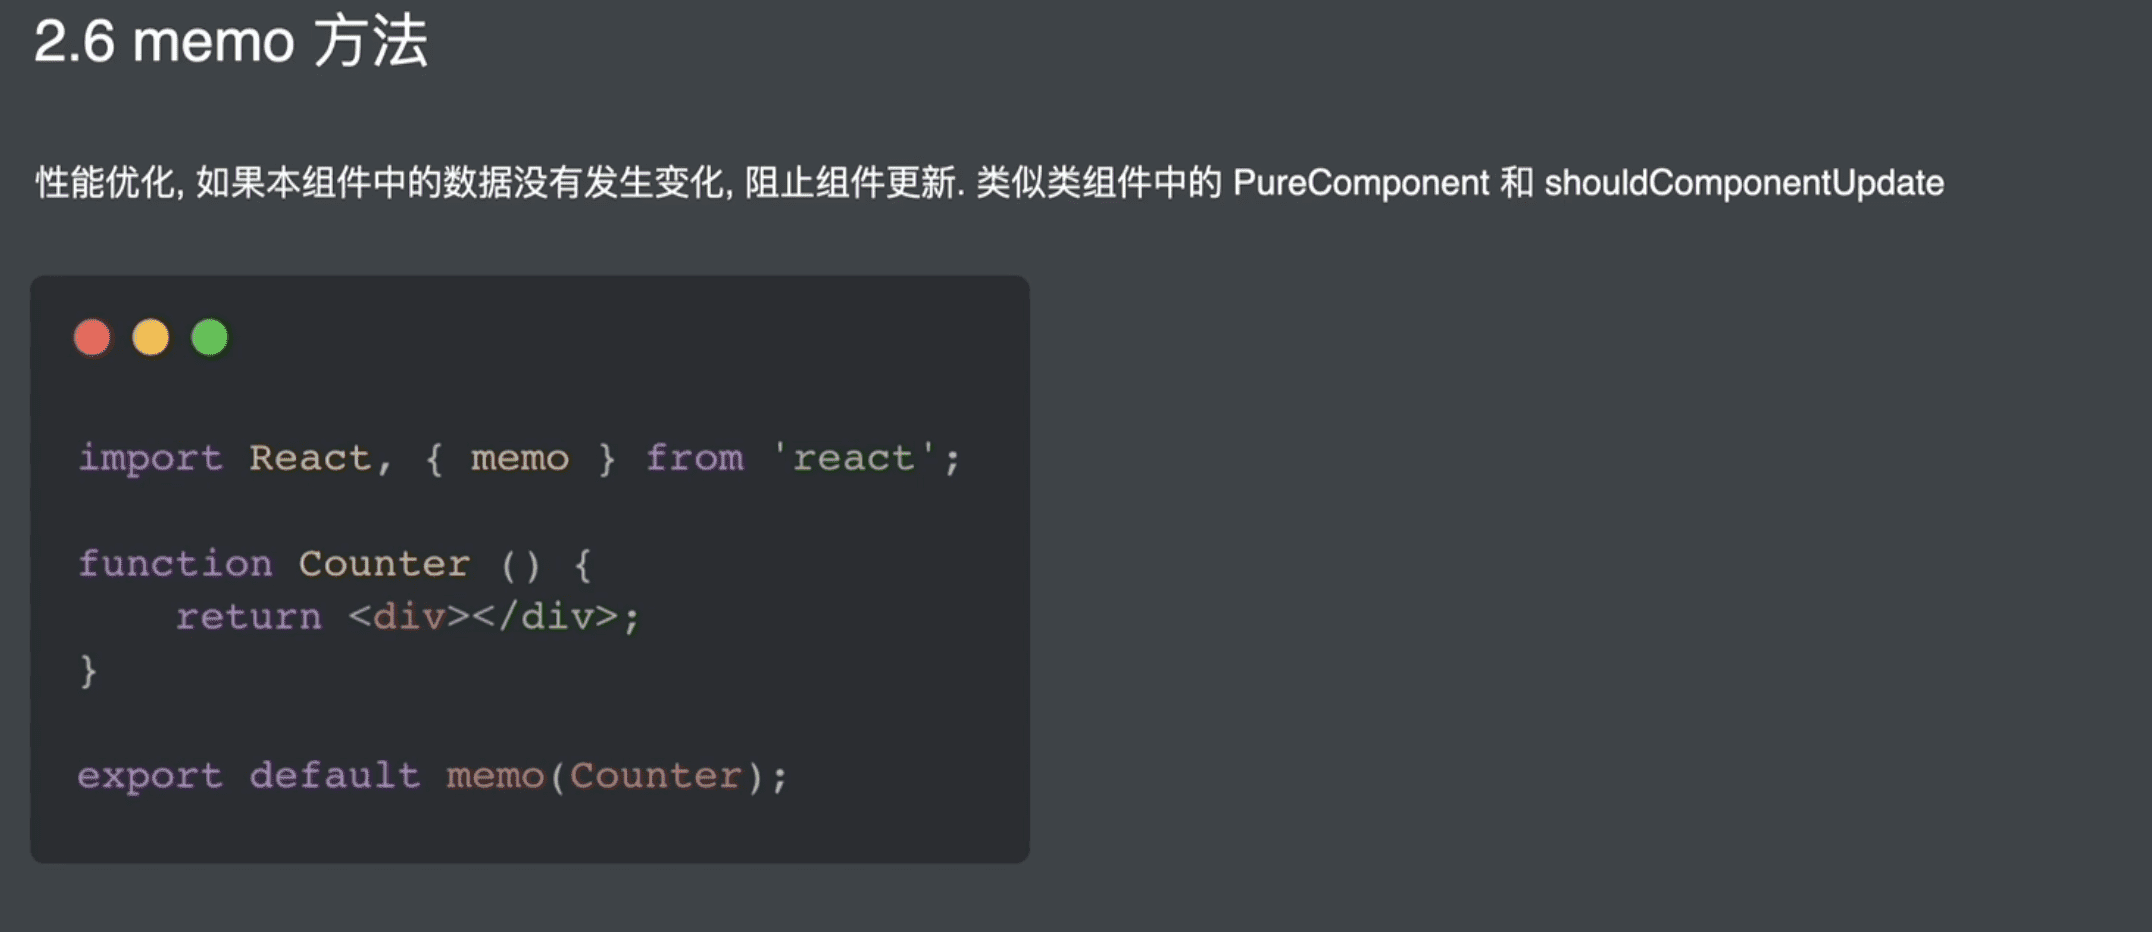 2.6 memo 方法
性能优化, 如果本组件中的数据没有发生变化, 阻止组件更新. 类似类组件中的 PureComponent 和 shouldComponentUpdate
import React, { memo } from 'react';
function Counter () {
    return <div></div>;
}
export default memo(Counter);